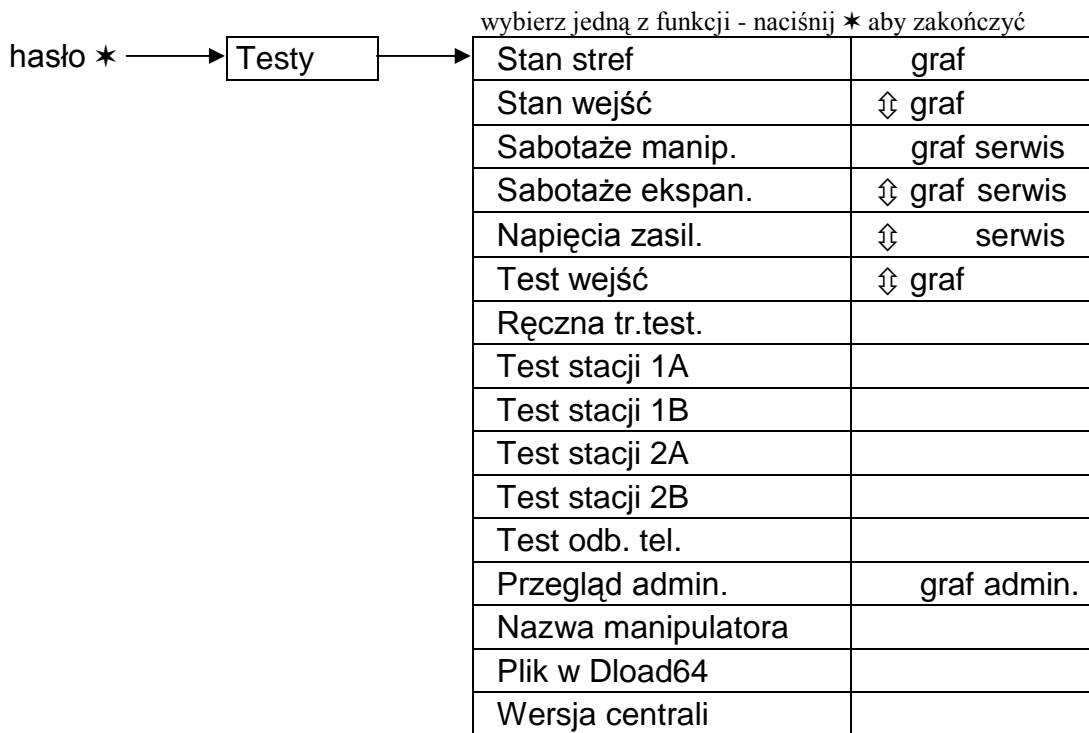 wybierz jedną z funkcji - naciśnij ✶ aby zakończyć
hasło ✶ Testy Stan stref graf
Stan wejść ⇳ graf
Sabotaże manip. graf serwis
Sabotaże ekspan. ⇳ graf serwis
Napięcia zasil. ⇳ serwis
Test wejść ⇳ graf
Ręczna tr.test.
Test stacji 1A
Test stacji 1B
Test stacji 2A
Test stacji 2B
Test odb. tel.
Przegląd admin. graf admin.
Nazwa manipulatora
Plik w Dload64
Wersja centrali